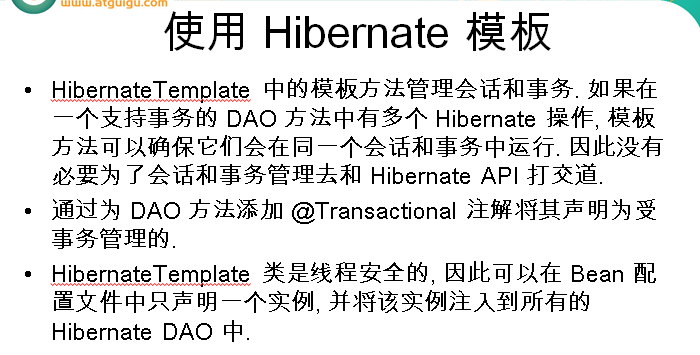 www.atguigu.com
使用 Hibernate 模板
• HibernateTemplate 中的模板方法管理会话和事务. 如果在
一个支持事务的 DAO 方法中有多个 Hibernate 操作, 模板
方法可以确保它们会在同一个会话和事务中运行. 因此没有
必要为了会话和事务管理去和 Hibernate API 打交道.
• 通过为 DAO 方法添加 @Transactional 注解将其声明为受
事务管理的.
• HibernateTemplate 类是线程安全的, 因此可以在 Bean 配
置文件中只声明一个实例, 并将该实例注入到所有的
Hibernate DAO 中.